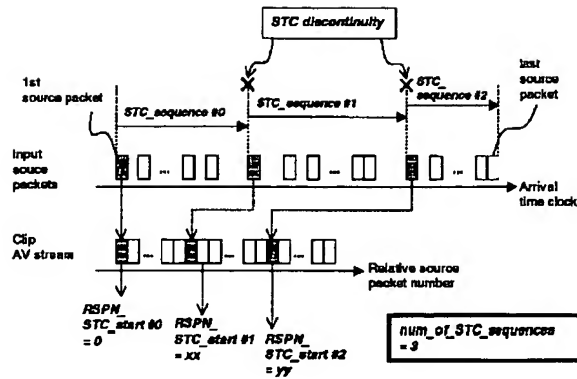 STC discontinuity
1st
source packet
last
source
packet
STC_sequence #0
STC_sequence #1
STC_
sequence #2
Input
souce
packets
...
...
...
Arrival
time clock
Clip
AV stream
...
...
...
Relative source
packet number
RSPN_
STC_start #0
= 0
RSPN_
STC_start #1
= xx
RSPN_
STC_start #2
= yy
num_of_STC_sequences
= 3